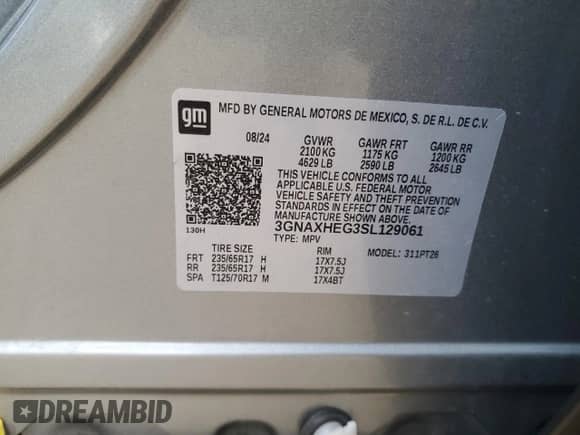 gm
MFD BY GENERAL MOTORS DE MEXICO, S. DE R.L. DE C.V.
08/24 GVWR GAWR FRT GAWR RR
2100 KG 1175 KG 1200 KG
4629 LB 2590 LB 2645 LB
THIS VEHICLE CONFORMS TO ALL
APPLICABLE U.S. FEDERAL MOTOR
VEHICLE SAFETY AND THEFT PREVENTION
STANDARDS IN EFFECT ON THE DATE OF
MANUFACTURE SHOWN ABOVE.
3GNAXHEG3SL129061
130H TYPE: MPV
MODEL: 311PT26
TIRE SIZE RIM
FRT 235/65R17 H 17X7.5J
RR 235/65R17 H 17X7.5J
SPA T125/70R17 M 17X4BT
DREAMBID